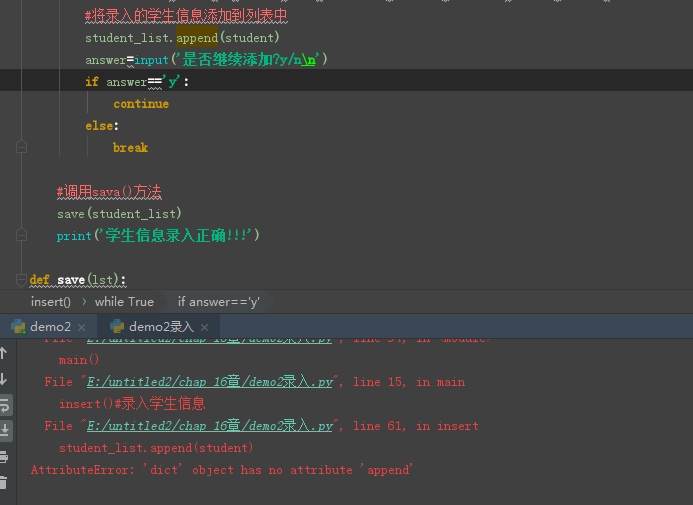 #将录入的学生信息添加到列表中
student_list.append(student)
answer=input('是否继续添加?y/n\n')
if answer=='y':
continue
else:
break
#调用sava()方法
save(student_list)
print('学生信息录入正确!!!')
def save(lst):
insert() while True if answer=='y'
demo2 × demo2录入 ×
File "E:/untitled2/chap 16章/demo2录入.py", line
main()
File "E:/untitled2/chap 16章/demo2录入.py", line 15, in main
insert()#录入学生信息
File "E:/untitled2/chap 16章/demo2录入.py", line 61, in insert
student_list.append(student)
AttributeError: 'dict' object has no attribute 'append'